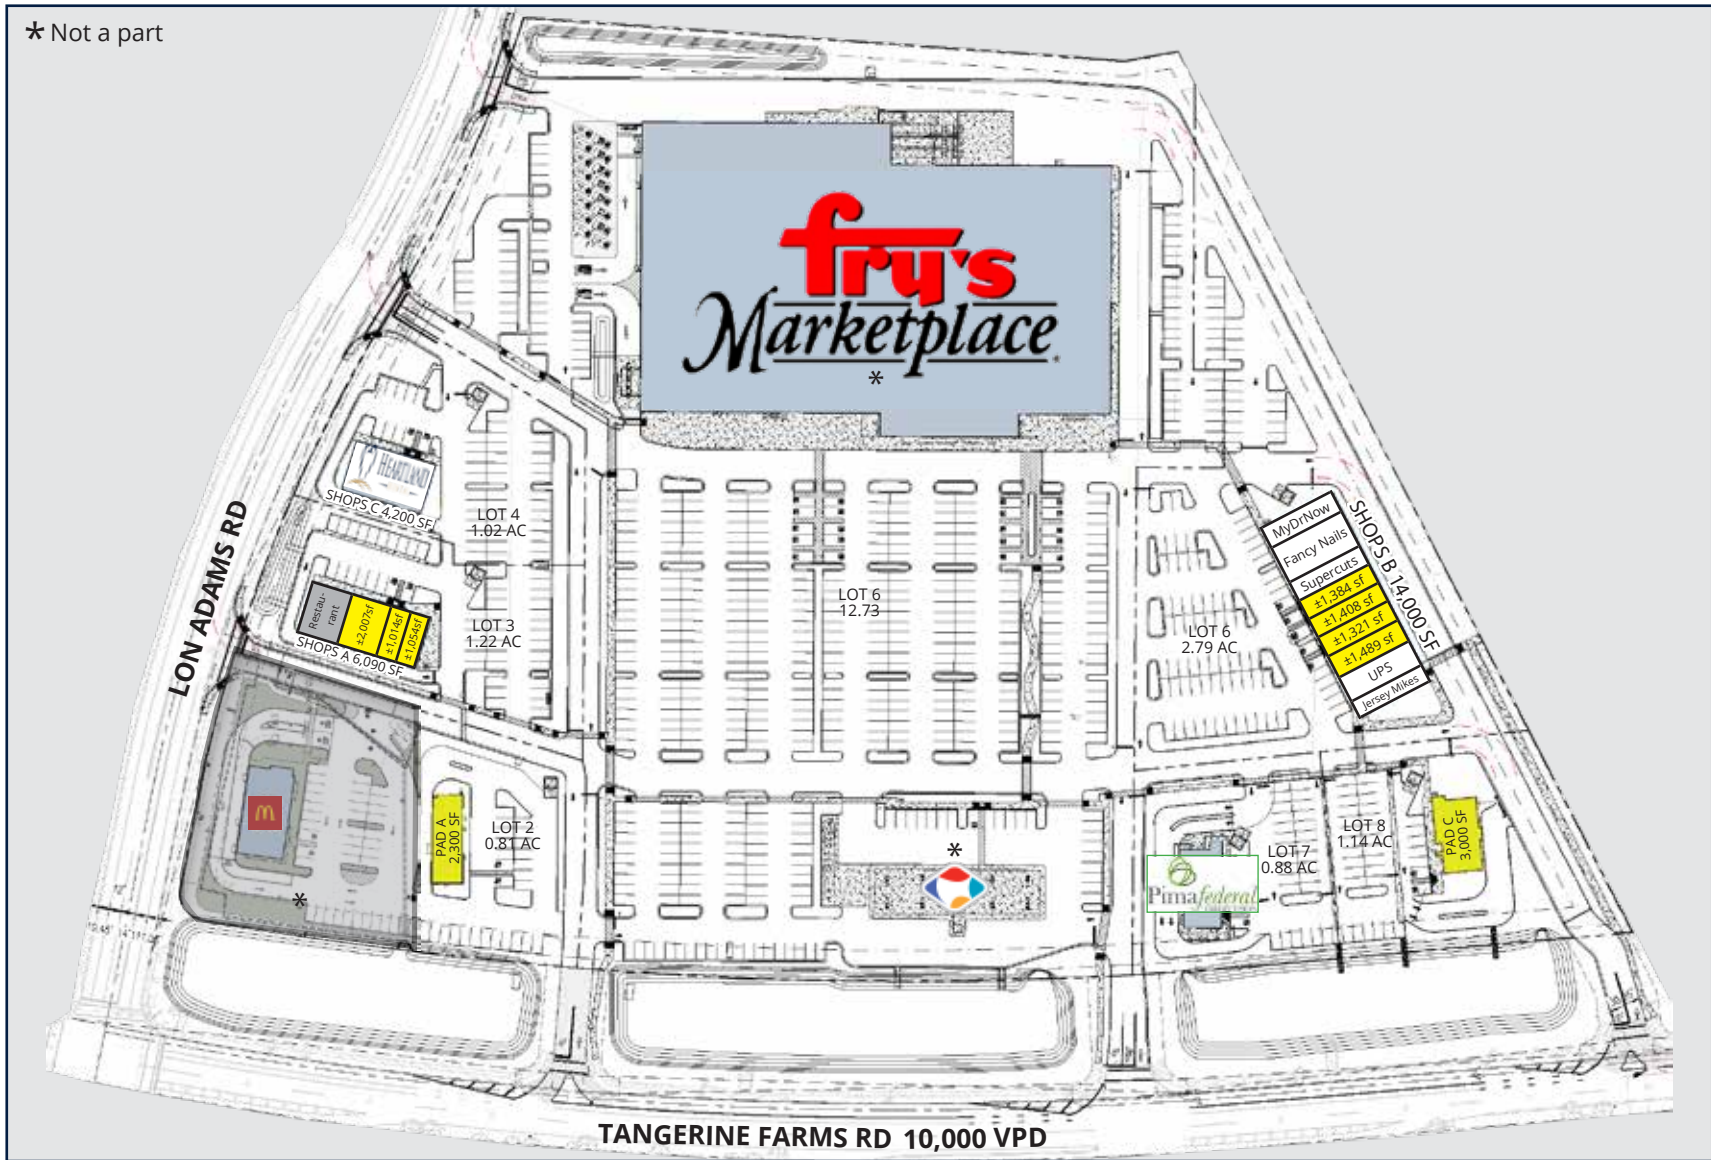 * Not a part
fry's
Marketplace
*
HEARTLAND
SHOPS C 4,200 SF
LOT 4
1.02 AC
LON ADAMS RD
Restau-
rant
±2,007sf
±1,014sf
±1,054sf
SHOPS A 6,090 SF
LOT 3
1.22 AC
LOT 6
12.73
LOT 6
2.79 AC
MyDrNow
Fancy Nails
Supercuts
±1,384 sf
±1,408 sf
±1,321 sf
±1,489 sf
UPS
Jersey Mikes
SHOPS B 14,000 SF
*
PAD A
2,300 SF
LOT 2
0.81 AC
*
Pima federal
LOT 7
0.88 AC
LOT 8
1.14 AC
PAD C
3,000 SF
TANGERINE FARMS RD 10,000 VPD